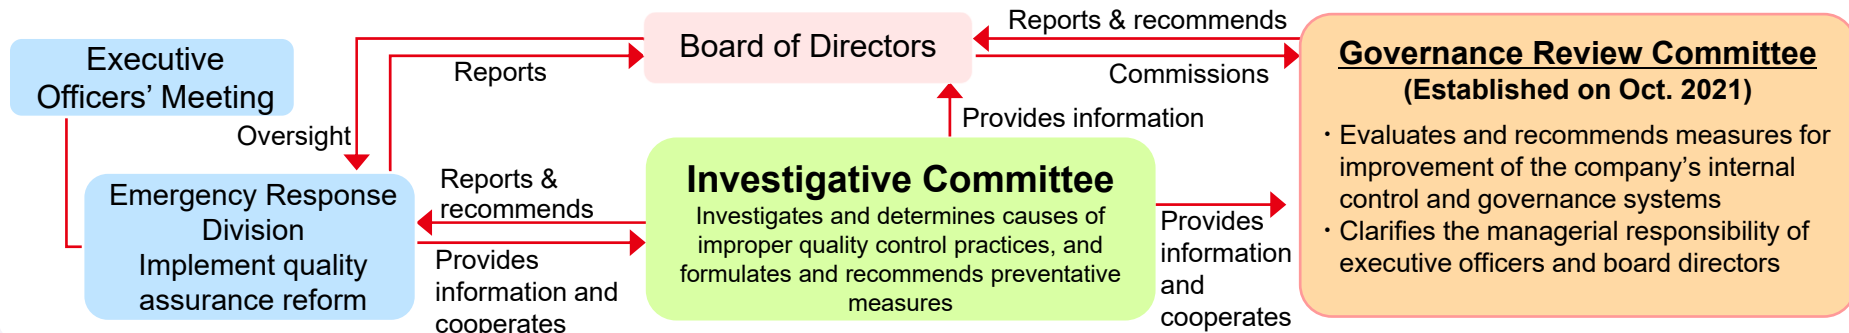 Executive
Officers’ Meeting
Oversight
Reports
Board of Directors
Reports & recommends
Commissions
Provides information
Emergency Response
Division
Implement quality
assurance reform
Reports &
recommends
Provides
information and
cooperates
Investigative Committee
Investigates and determines causes of
improper quality control practices, and
formulates and recommends preventative
measures
Provides
information
and
cooperates
Governance Review Committee
(Established on Oct. 2021)
・Evaluates and recommends measures for
improvement of the company’s internal
control and governance systems
・Clarifies the managerial responsibility of
executive officers and board directors